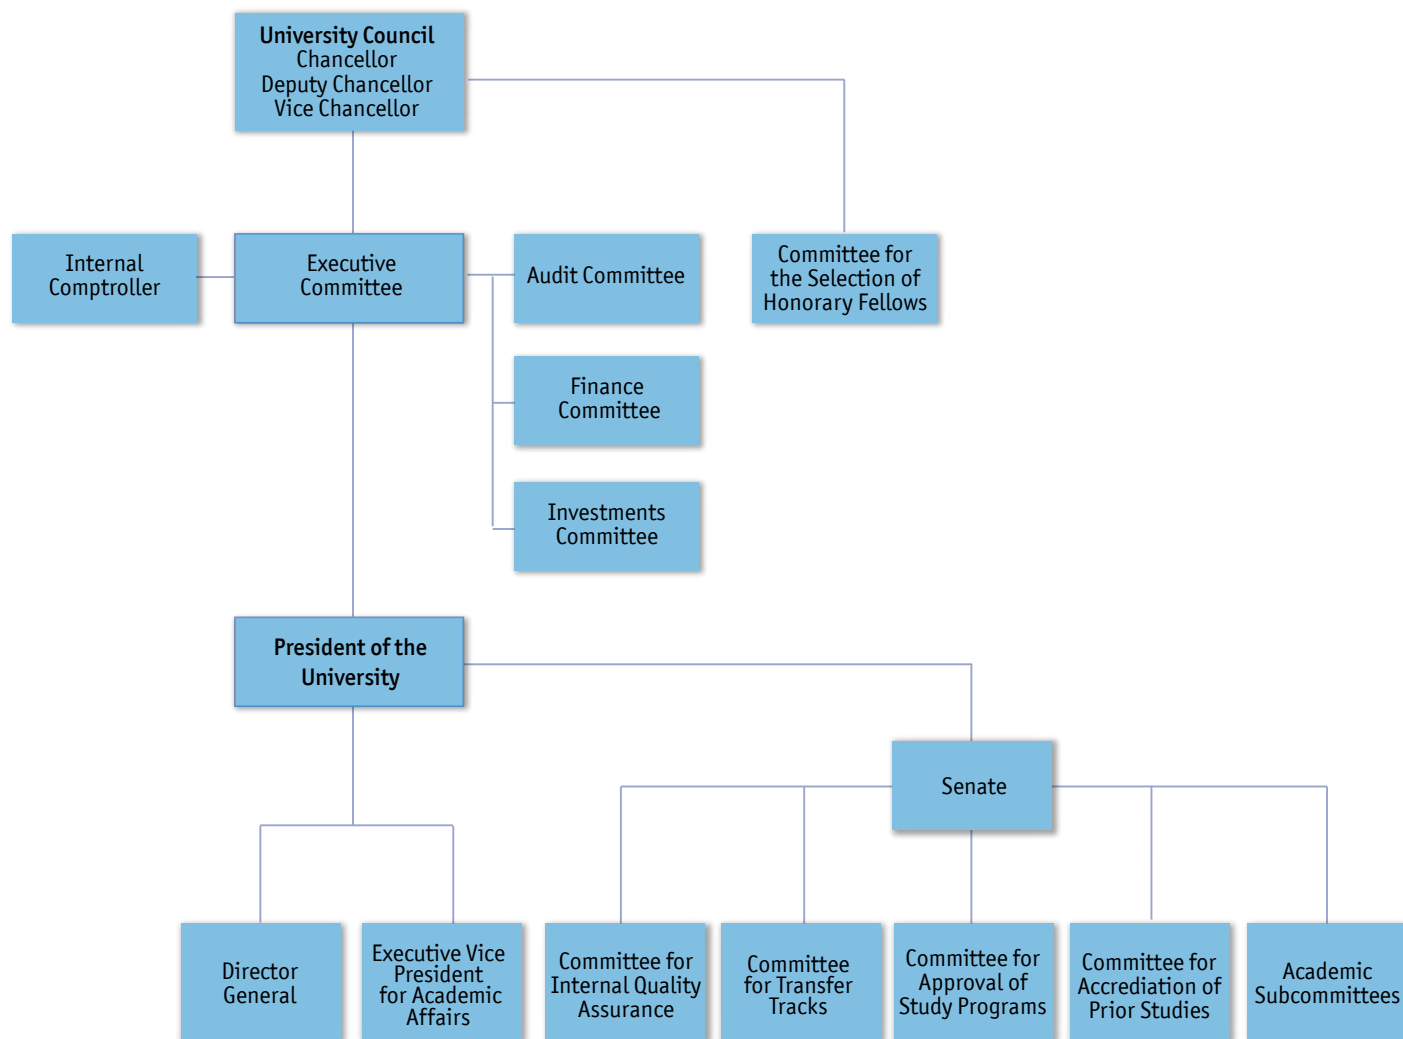 University Council
Chancellor
Deputy Chancellor
Vice Chancellor
Internal
Comptroller
Executive
Committee
Audit Committee
Committee for
the Selection of
Honorary Fellows
Finance
Committee
Investments
Committee
President of the
University
Senate
Director
General
Executive Vice
President
for Academic
Affairs
Committee for
Internal Quality
Assurance
Committee
for Transfer
Tracks
Committee for
Approval of
Study Programs
Committee for
Accrediation of
Prior Studies
Academic
Subcommittees